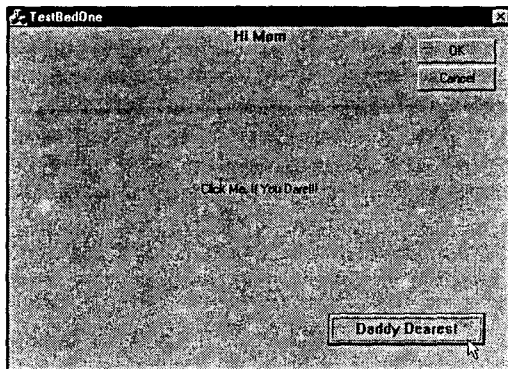 TestBedOne
Hi Mom
OK
Cancel
Click Me, If You Dare!!!
Daddy Dearest